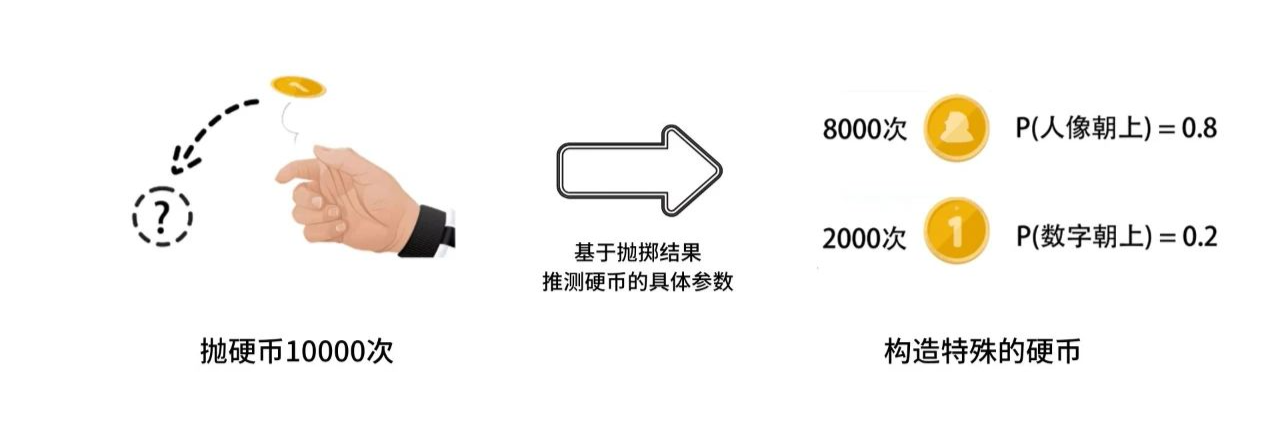 8000次
P(人像朝上) = 0.8
?
1
2000次
P(数字朝上) = 0.2
基于抛掷结果
推测硬币的具体参数
抛硬币10000次
构造特殊的硬币